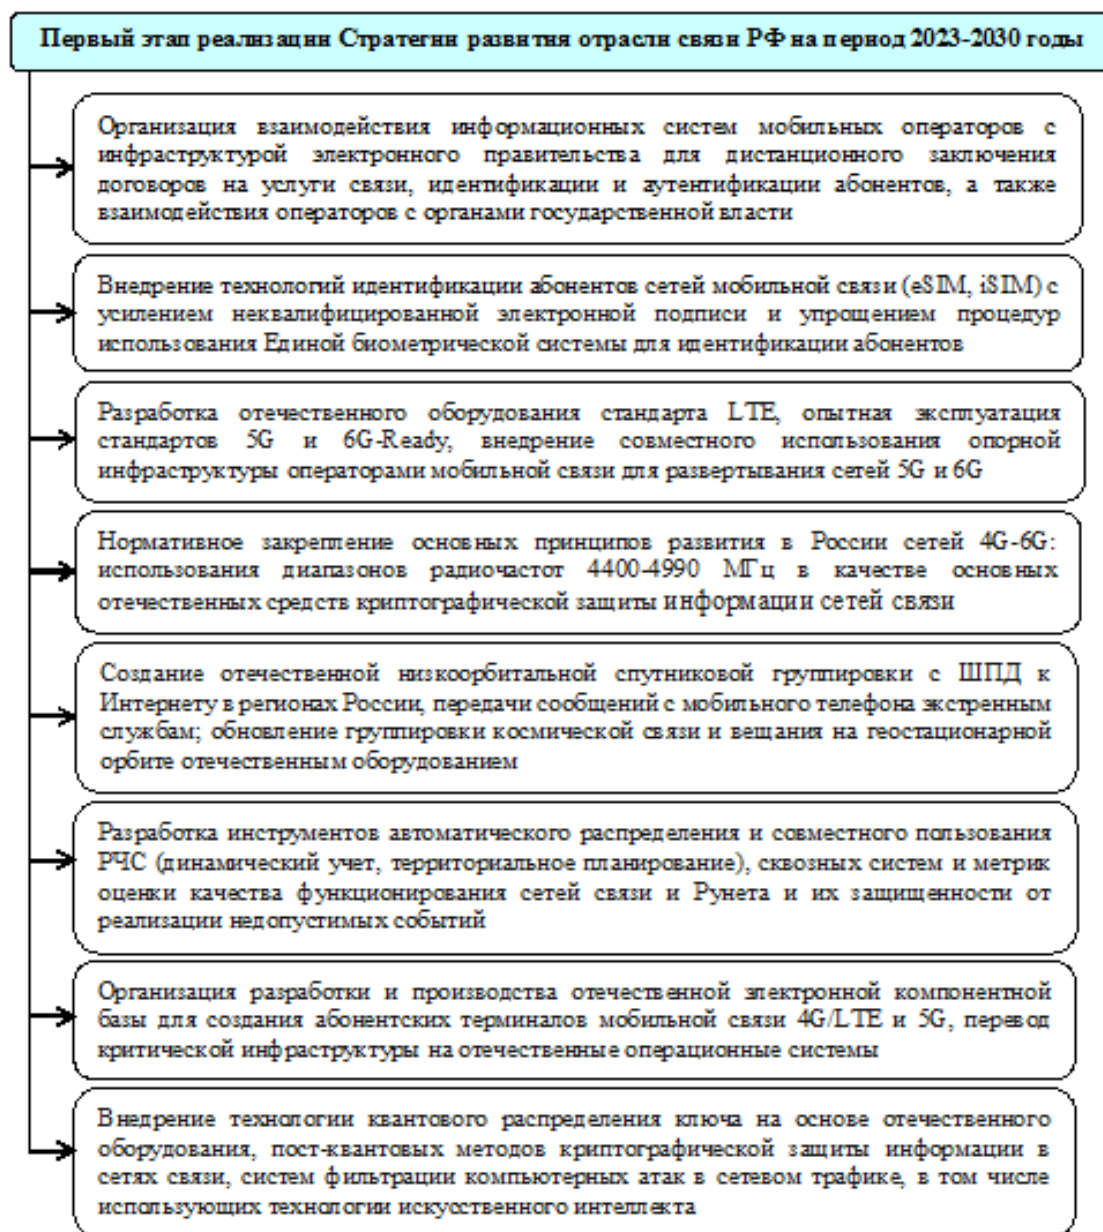 Первый этап реализации Стратегии развития отрасли связи РФ на период 2023-2030 годы
Организация взаимодействия информационных систем мобильных операторов с
инфраструктурой электронного правительства для дистанционного заключения
договоров на услуги связи, идентификации и аутентификации абонентов, а также
взаимодействия операторов с органами государственной власти
Внедрение технологий идентификации абонентов сетей мобильной связи (eSIM, iSIM) с
усилением неквалифицированной электронной подписи и упрощением процедур
использования Единой биометрической системы для идентификации абонентов
Разработка отечественного оборудования стандарта LTE, опытная эксплуатация
стандартов 5G и 6G-Ready, внедрение совместного использования опорной
инфраструктуры операторами мобильной связи для развертывания сетей 5G и 6G
Нормативное закрепление основных принципов развития в России сетей 4G-6G:
использования диапазонов радиочастот 4400-4990 МГц в качестве основных
отечественных средств криптографической защиты информации сетей связи
Создание отечественной низкоорбитальной спутниковой группировки с ШПД к
Интернету в регионах России, передачи сообщений с мобильного телефона экстренным
службам; обновление группировки космической связи и вещания на геостационарной
орбите отечественным оборудованием
Разработка инструментов автоматического распределения и совместного пользования
РЧС (динамический учет, территориальное планирование), сквозных систем и метрик
оценки качества функционирования сетей связи и Рунета и их защищенности от
реализации недопустимых событий
Организация разработки и производства отечественной электронной компонентной
базы для создания абонентских терминалов мобильной связи 4G/LTE и 5G, перевод
критической инфраструктуры на отечественные операционные системы
Внедрение технологии квантового распределения ключа на основе отечественного
оборудования, пост-квантовых методов криптографической защиты информации в
сетях связи, систем фильтрации компьютерных атак в сетевом трафике, в том числе
использующих технологии искусственного интеллекта